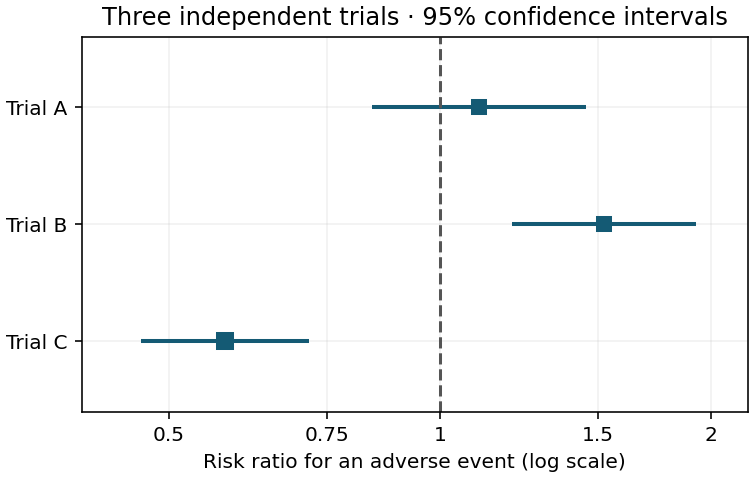 Three independent trials · 95% confidence intervals
Trial A
Trial B
Trial C
0.5 0.75 1 1.5 2
Risk ratio for an adverse event (log scale)